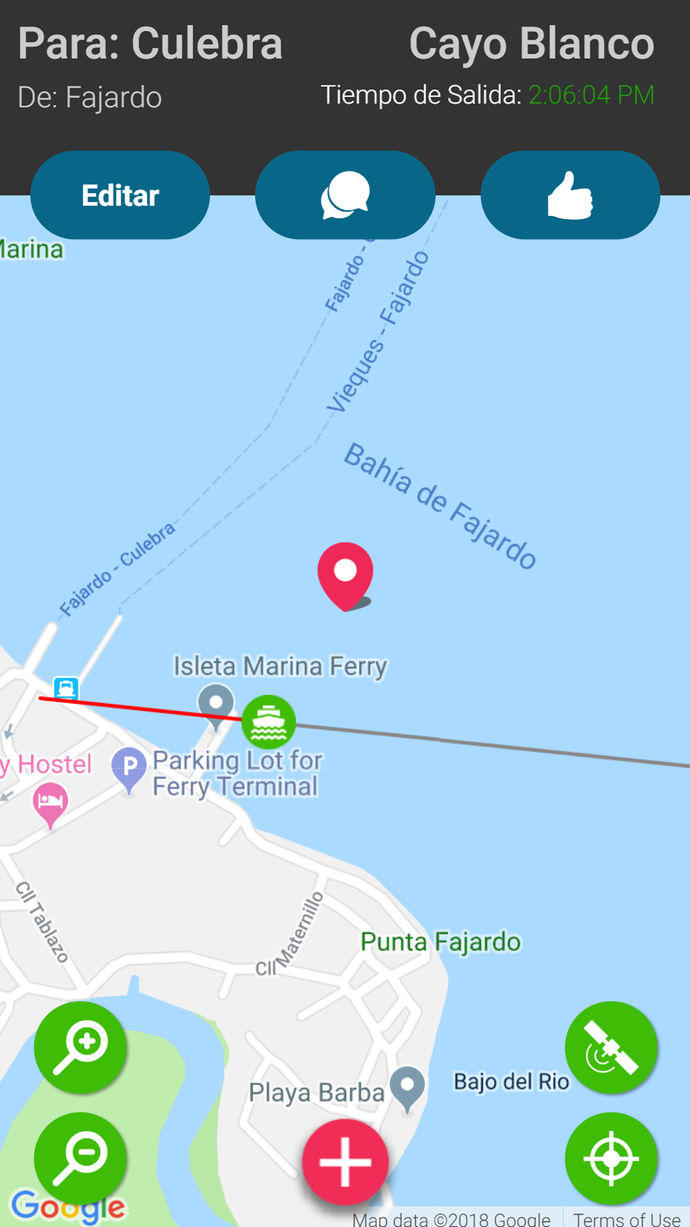 Para: Culebra
Cayo Blanco
De: Fajardo
Tiempo de Salida: 2:06:04 PM
Editar
Marina
Fajardo - C
Vieques - Fajardo
Bahía de Fajardo
Fajardo - Culebra
Isleta Marina Ferry
y Hostel
P
Parking Lot for
Ferry Terminal
Cll Tablazo
Cll Maternillo
Punta Fajardo
Playa Barba
Bajo del Rio
Google
Map data ©2018 Google
Terms of Use